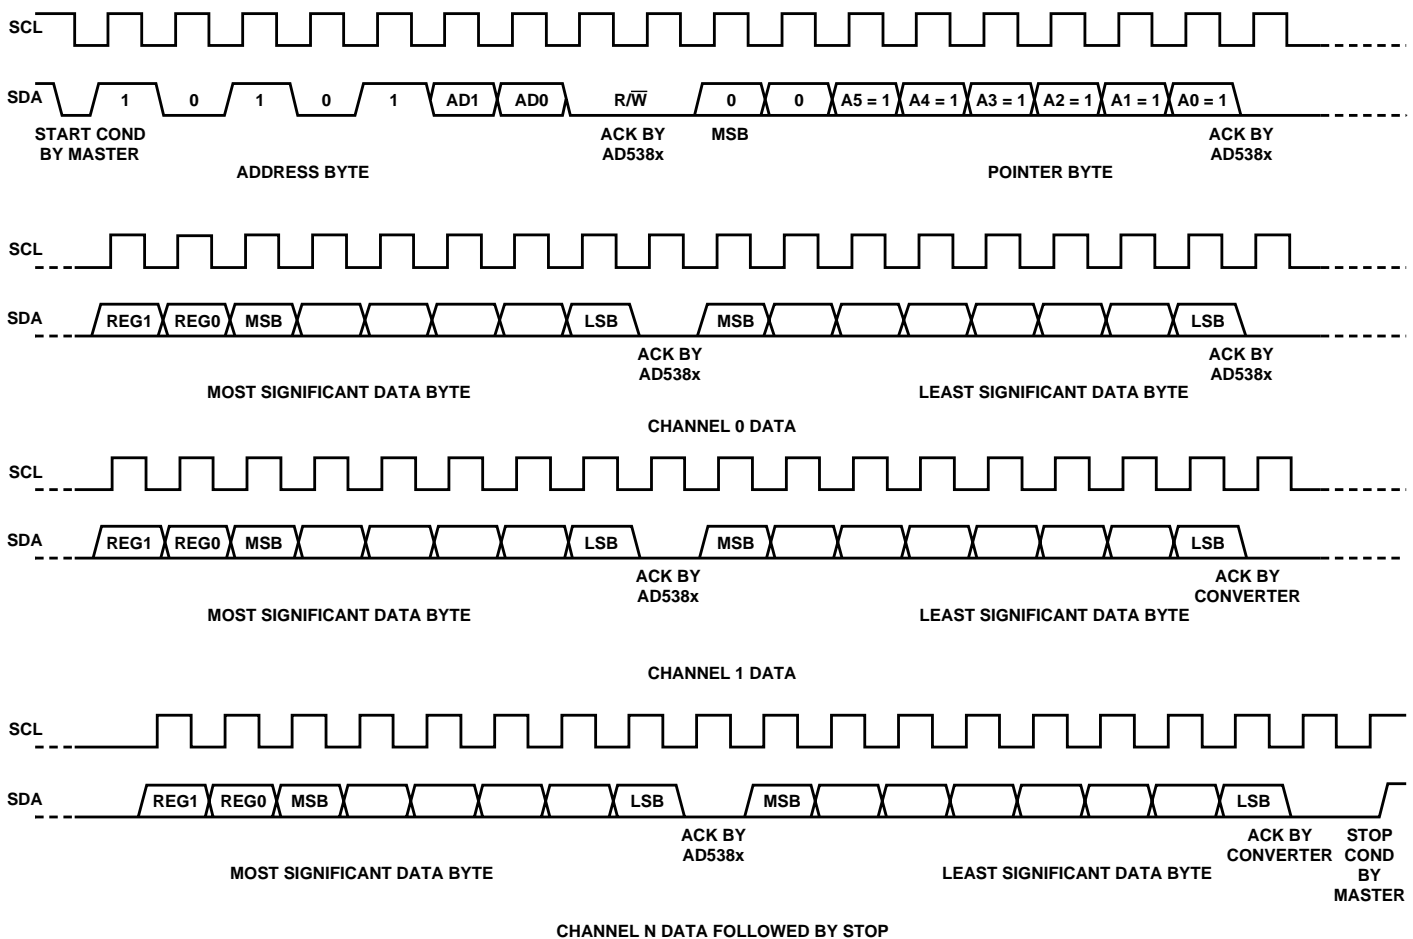 SCL
SDA 1 0 1 0 1 AD1 AD0 R/W̅ 0 0 A5 = 1 A4 = 1 A3 = 1 A2 = 1 A1 = 1 A0 = 1
START COND BY MASTER
ACK BY AD538x
MSB
ACK BY AD538x
ADDRESS BYTE
POINTER BYTE
SCL
SDA REG1 REG0 MSB LSB MSB LSB
ACK BY AD538x
ACK BY AD538x
MOST SIGNIFICANT DATA BYTE
LEAST SIGNIFICANT DATA BYTE
CHANNEL 0 DATA
SCL
SDA REG1 REG0 MSB LSB MSB LSB
ACK BY AD538x
ACK BY CONVERTER
MOST SIGNIFICANT DATA BYTE
LEAST SIGNIFICANT DATA BYTE
CHANNEL 1 DATA
SCL
SDA REG1 REG0 MSB LSB MSB LSB
ACK BY AD538x
ACK BY CONVERTER
STOP COND BY MASTER
MOST SIGNIFICANT DATA BYTE
LEAST SIGNIFICANT DATA BYTE
CHANNEL N DATA FOLLOWED BY STOP